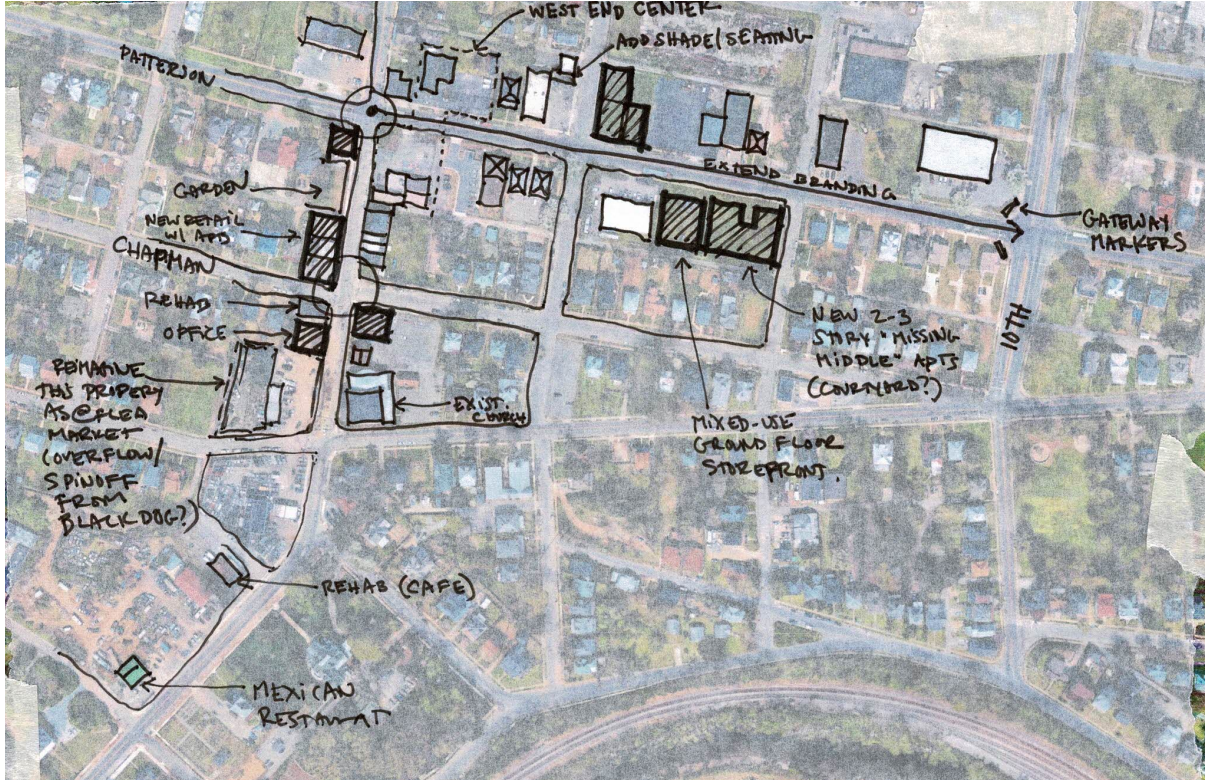 WEST END CENTER
ADD SHADE/SEATING
PATTERSON
EXTEND BRANDING
GATEWAY
MARKERS
GARDEN
NEW RETAIL
W/ APTS
CHAPMAN
REHAB
OFFICE
10TH
NEW 2-3
STORY "MISSING
MIDDLE" APTS
(COURTYARD?)
MIXED-USE
GROUND FLOOR
STOREFRONT.
REIMAGINE
THIS PROPERTY
AS @ FLEA
MARKET
(OVERFLOW/
SPINOFF
FROM
BLACK DOG?)
EXIST.
CHURCH
REHAB (CAFE)
MEXICAN